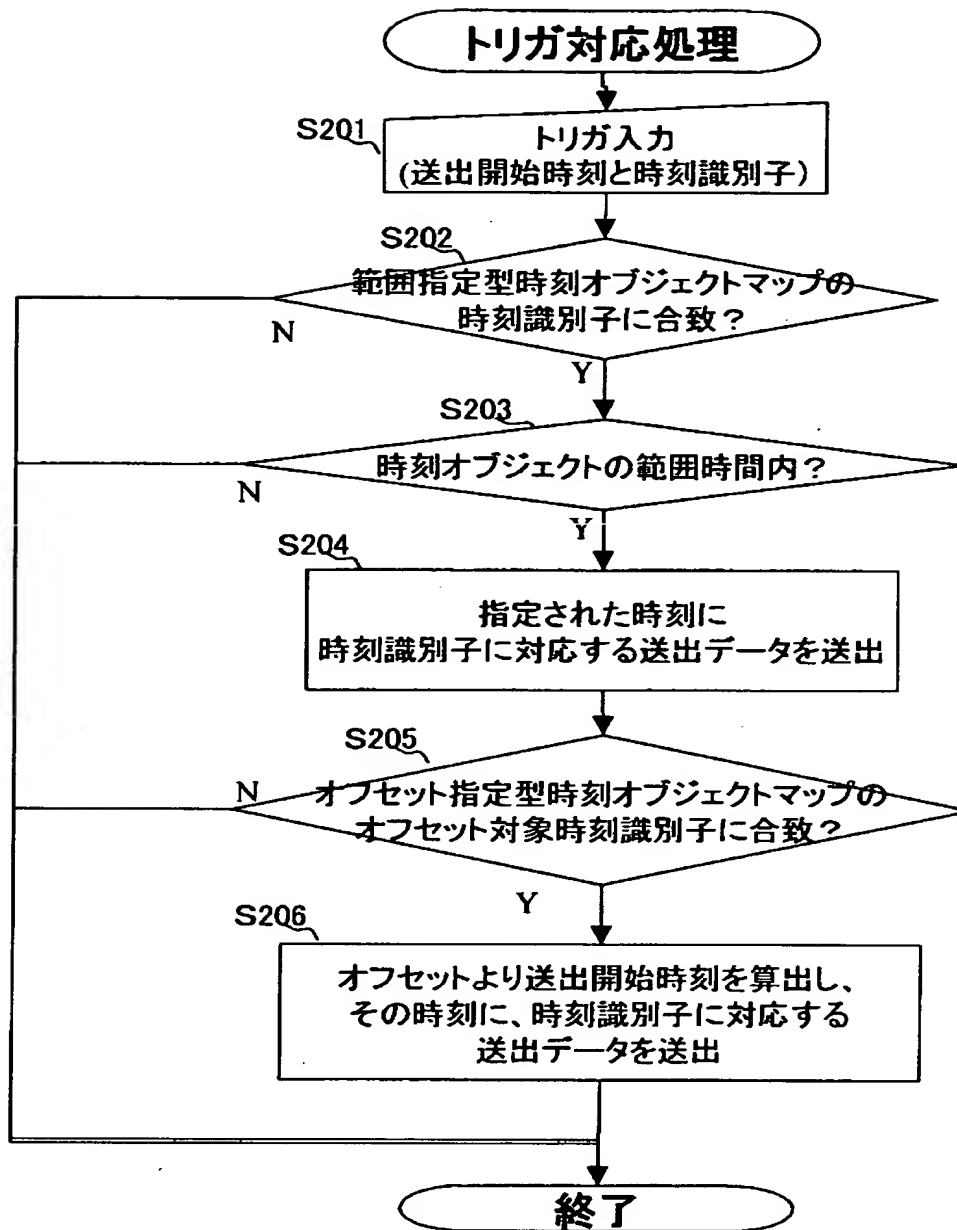 トリガ対応処理
S201
トリガ入力
(送出開始時刻と時刻識別子)
S202
範囲指定型時刻オブジェクトマップの
時刻識別子に合致?
N
Y
S203
時刻オブジェクトの範囲時間内?
N
Y
S204
指定された時刻に
時刻識別子に対応する送出データを送出
S205
オフセット指定型時刻オブジェクトマップの
オフセット対象時刻識別子に合致?
N
Y
S206
オフセットより送出開始時刻を算出し、
その時刻に、時刻識別子に対応する
送出データを送出
終了